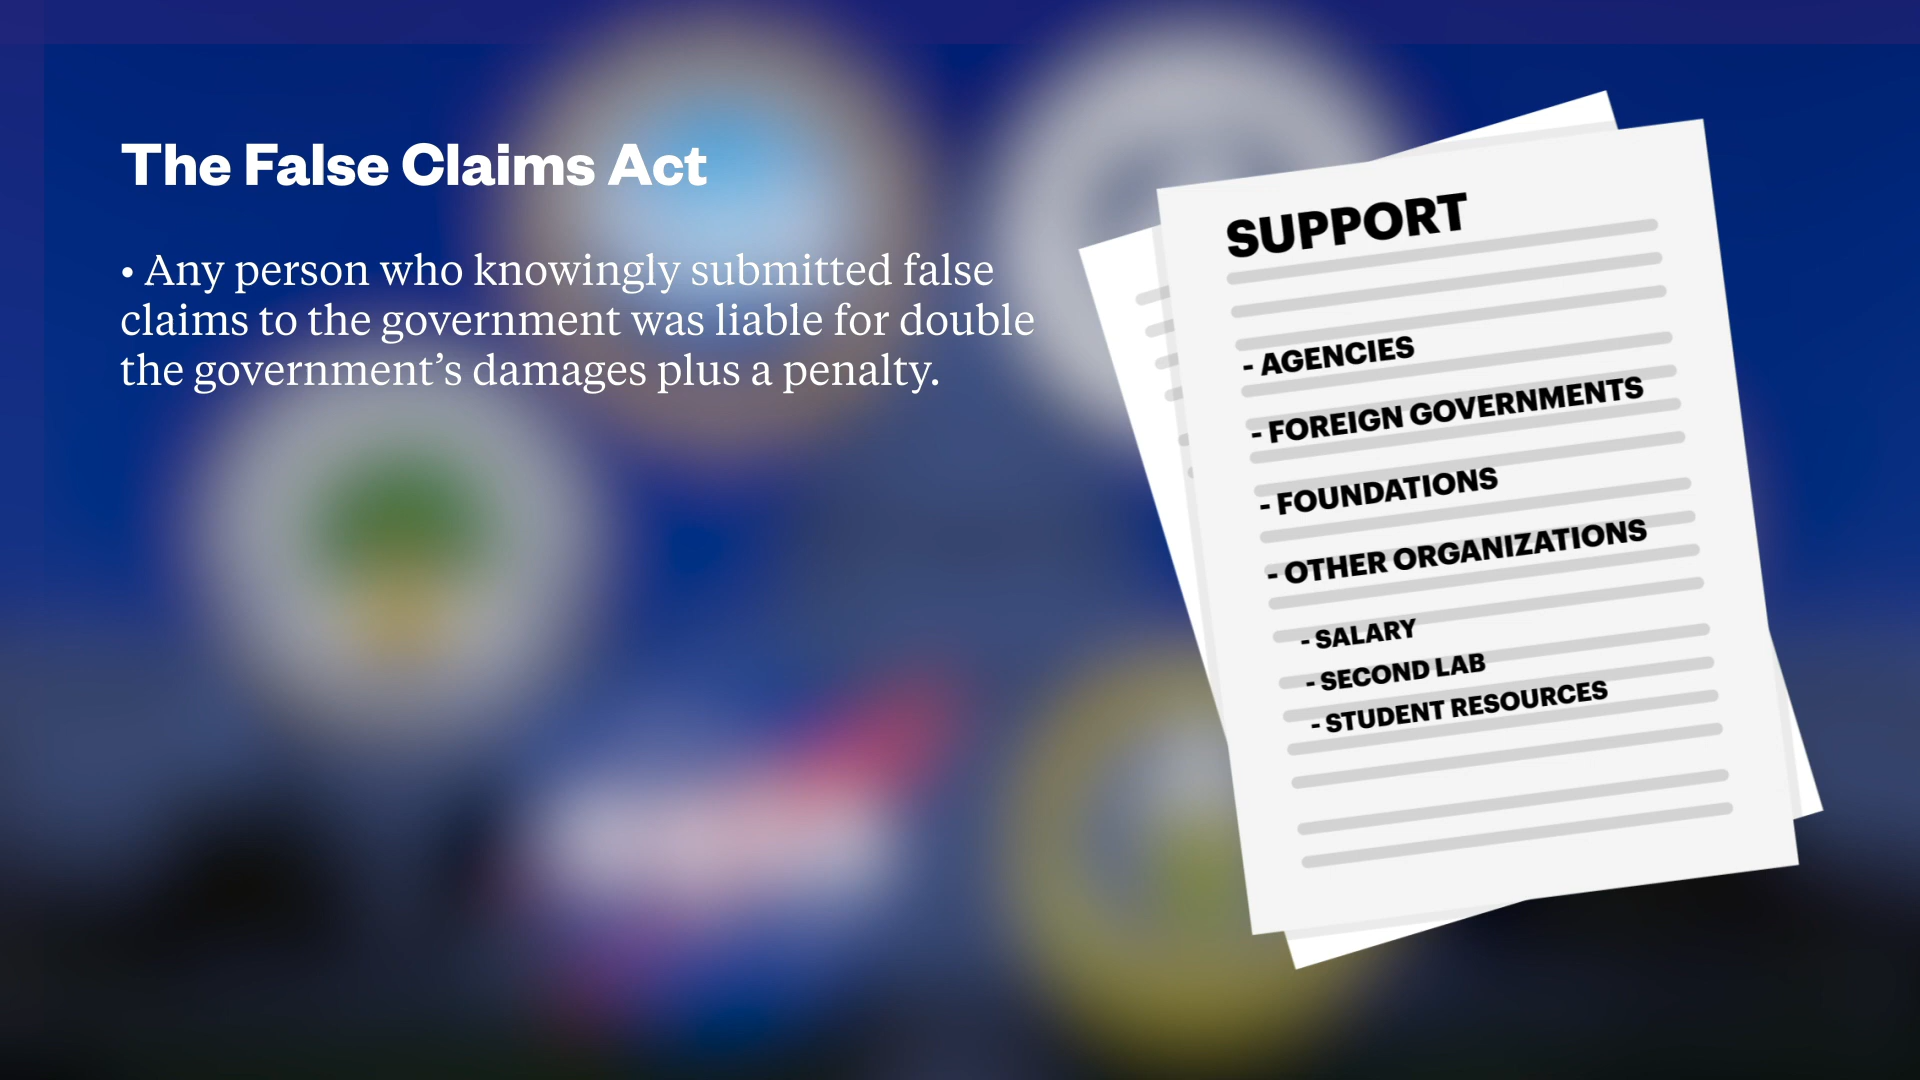 The False Claims Act
• Any person who knowingly submitted false
claims to the government was liable for double
the government’s damages plus a penalty.
SUPPORT
- AGENCIES
- FOREIGN GOVERNMENTS
- FOUNDATIONS
- OTHER ORGANIZATIONS
- SALARY
- SECOND LAB
- STUDENT RESOURCES